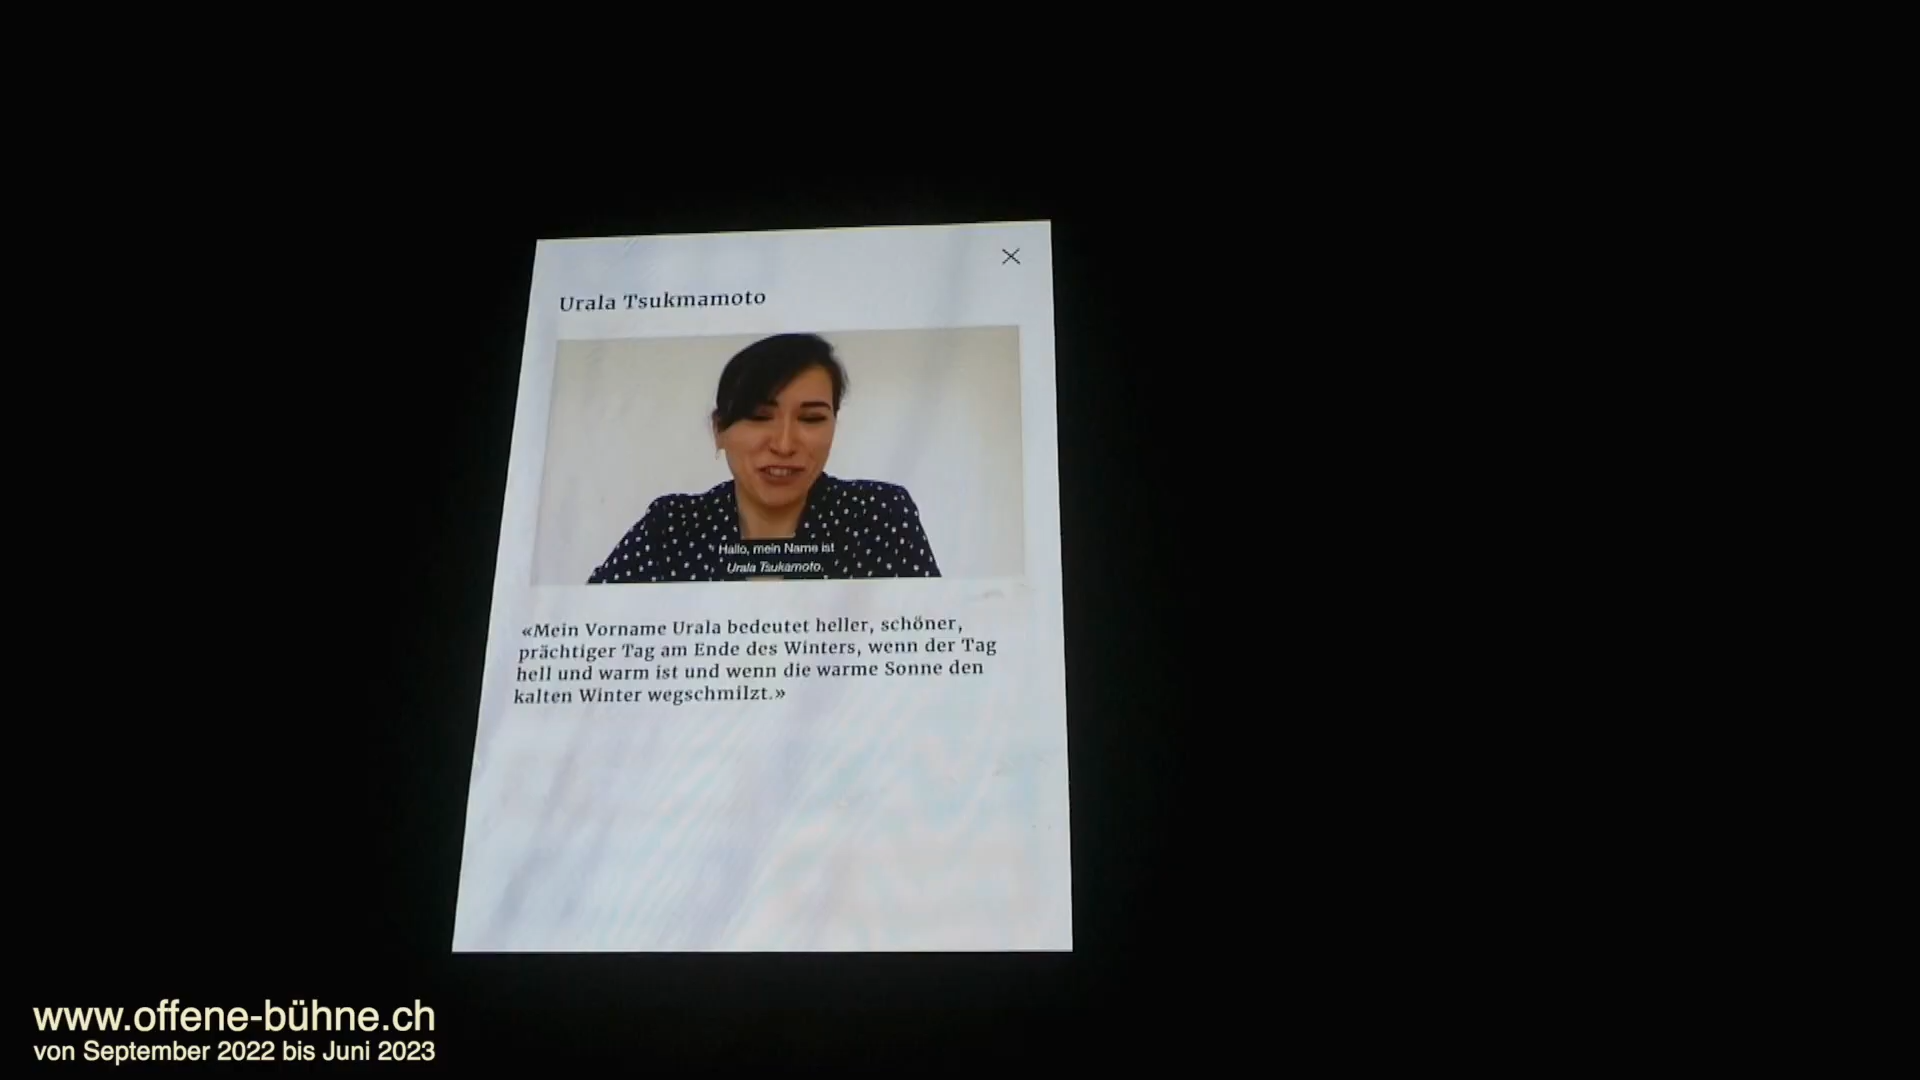 Urala Tsukmamoto
Hallo, mein Name ist
Urala Tsukamoto.
«Mein Vorname Urala bedeutet heller, schöner,
prächtiger Tag am Ende des Winters, wenn der Tag
hell und warm ist und wenn die warme Sonne den
kalten Winter wegschmilzt.»
www.offene-bühne.ch
von September 2022 bis Juni 2023